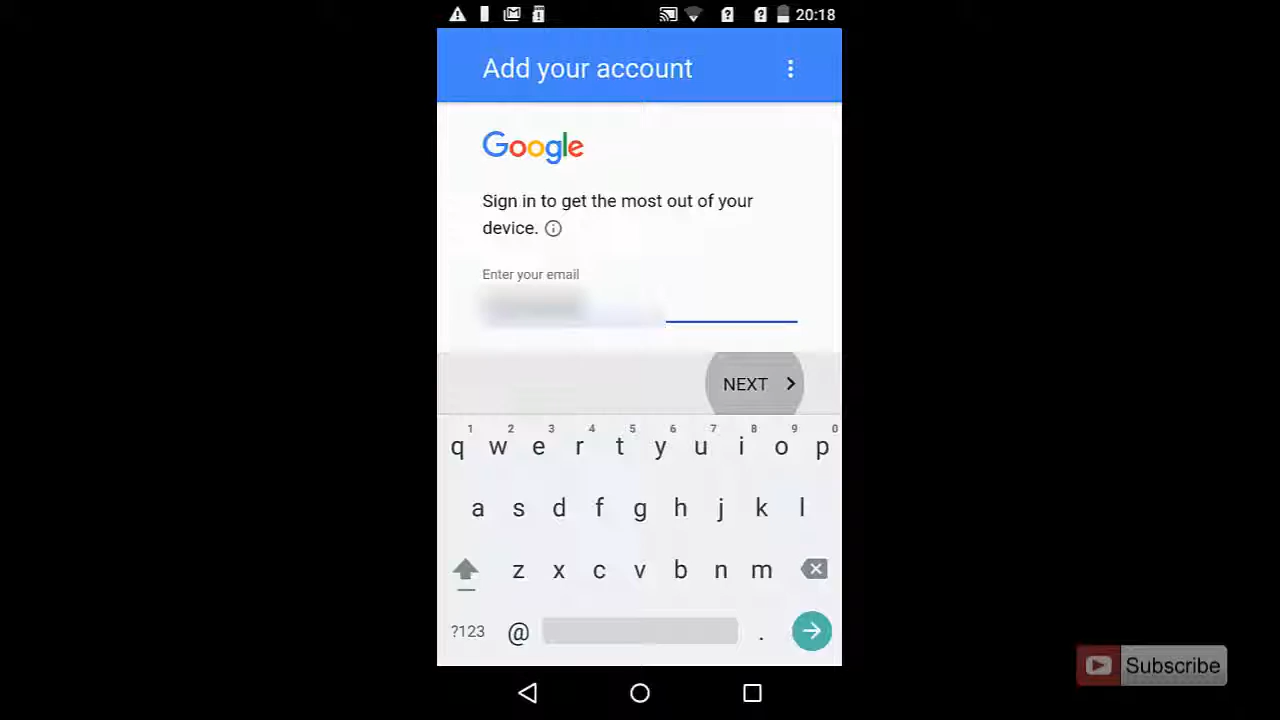 20:18
Add your account
Google
Sign in to get the most out of your
device.
Enter your email
NEXT
1 2 3 4 5 6 7 8 9 0
q w e r t y u i o p
a s d f g h j k l
z x c v b n m
?123 @ .
Subscribe